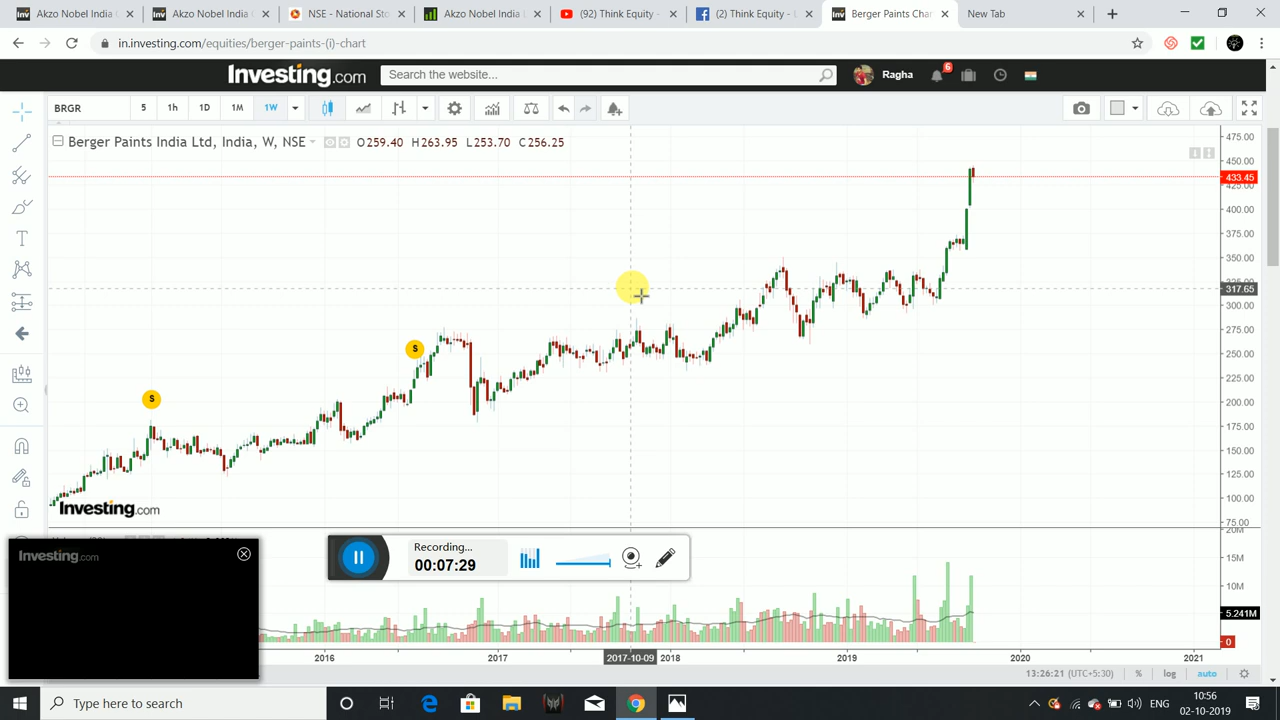 Akzo Nobel India
Akzo Nobel India
NSE - National Sto
Akzo Nobel India
(92) Think Equity -
(2) Think Equity - L
Berger Paints Char
New Tab
in.investing.com/equities/berger-paints-(i)-chart
Investing.com
Search the website...
Ragha
6
BRGR
5
1h
1D
1M
1W
Berger Paints India Ltd, India, W, NSE
O259.40 H263.95 L253.70 C256.25
475.00
450.00
433.45
425.00
400.00
375.00
350.00
317.65
300.00
275.00
250.00
225.00
200.00
175.00
150.00
125.00
100.00
75.00
$
$
Investing.com
20M
15M
10M
5.241M
0
Investing.com
Recording...
00:07:29
2016
2017
2017-10-09
2018
2019
2020
2021
13:26:21 (UTC+5:30)
%
log
auto
Type here to search
ENG
10:56
02-10-2019